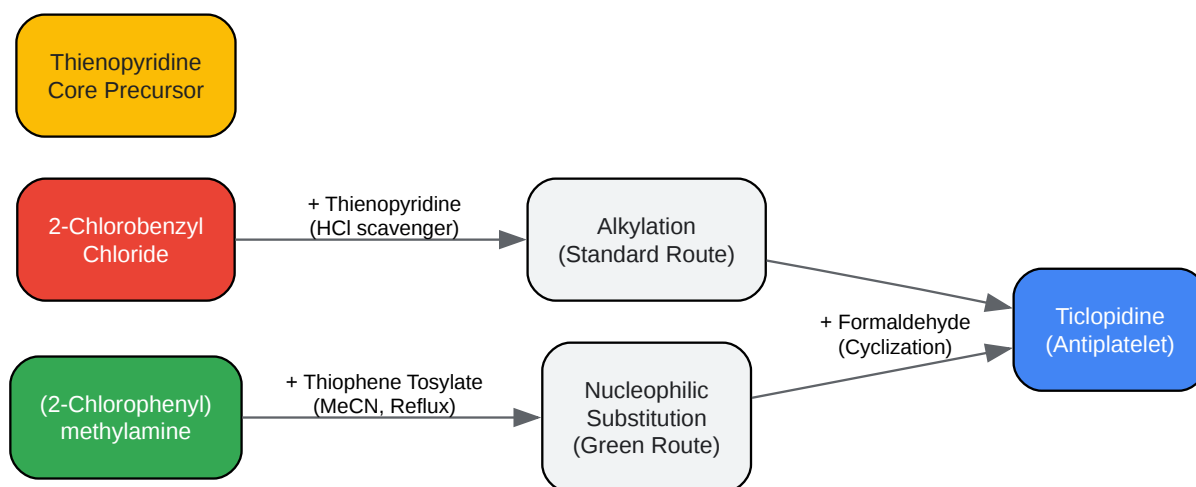 Thienopyridine
Core Precursor
2-Chlorobenzyl
Chloride
+ Thienopyridine
(HCl scavenger)
Alkylation
(Standard Route)
(2-Chlorophenyl)
methylamine
+ Thiophene Tosylate
(MeCN, Reflux)
Nucleophilic
Substitution
(Green Route)
+ Formaldehyde
(Cyclization)
Ticlopidine
(Antiplatelet)